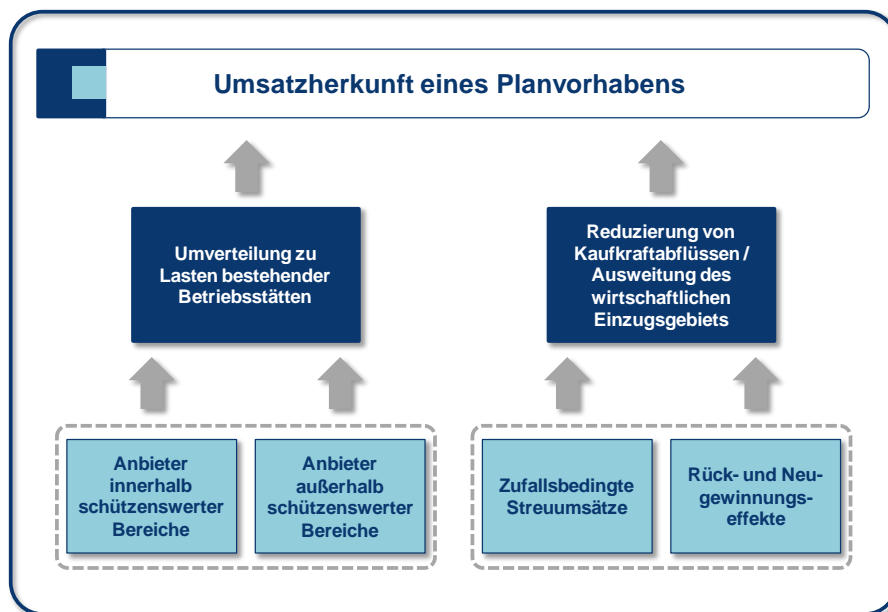 Umsatzherkunft eines Planvorhabens
Umverteilung zu
Lasten bestehender
Betriebsstätten
Reduzierung von
Kaufkraftabflüssen /
Ausweitung des
wirtschaftlichen
Einzugsgebiets
Anbieter
innerhalb
schützenswerter
Bereiche
Anbieter
außerhalb
schützenswerter
Bereiche
Zufallsbedingte
Streuumsätze
Rück- und Neu-
gewinnungs-
effekte